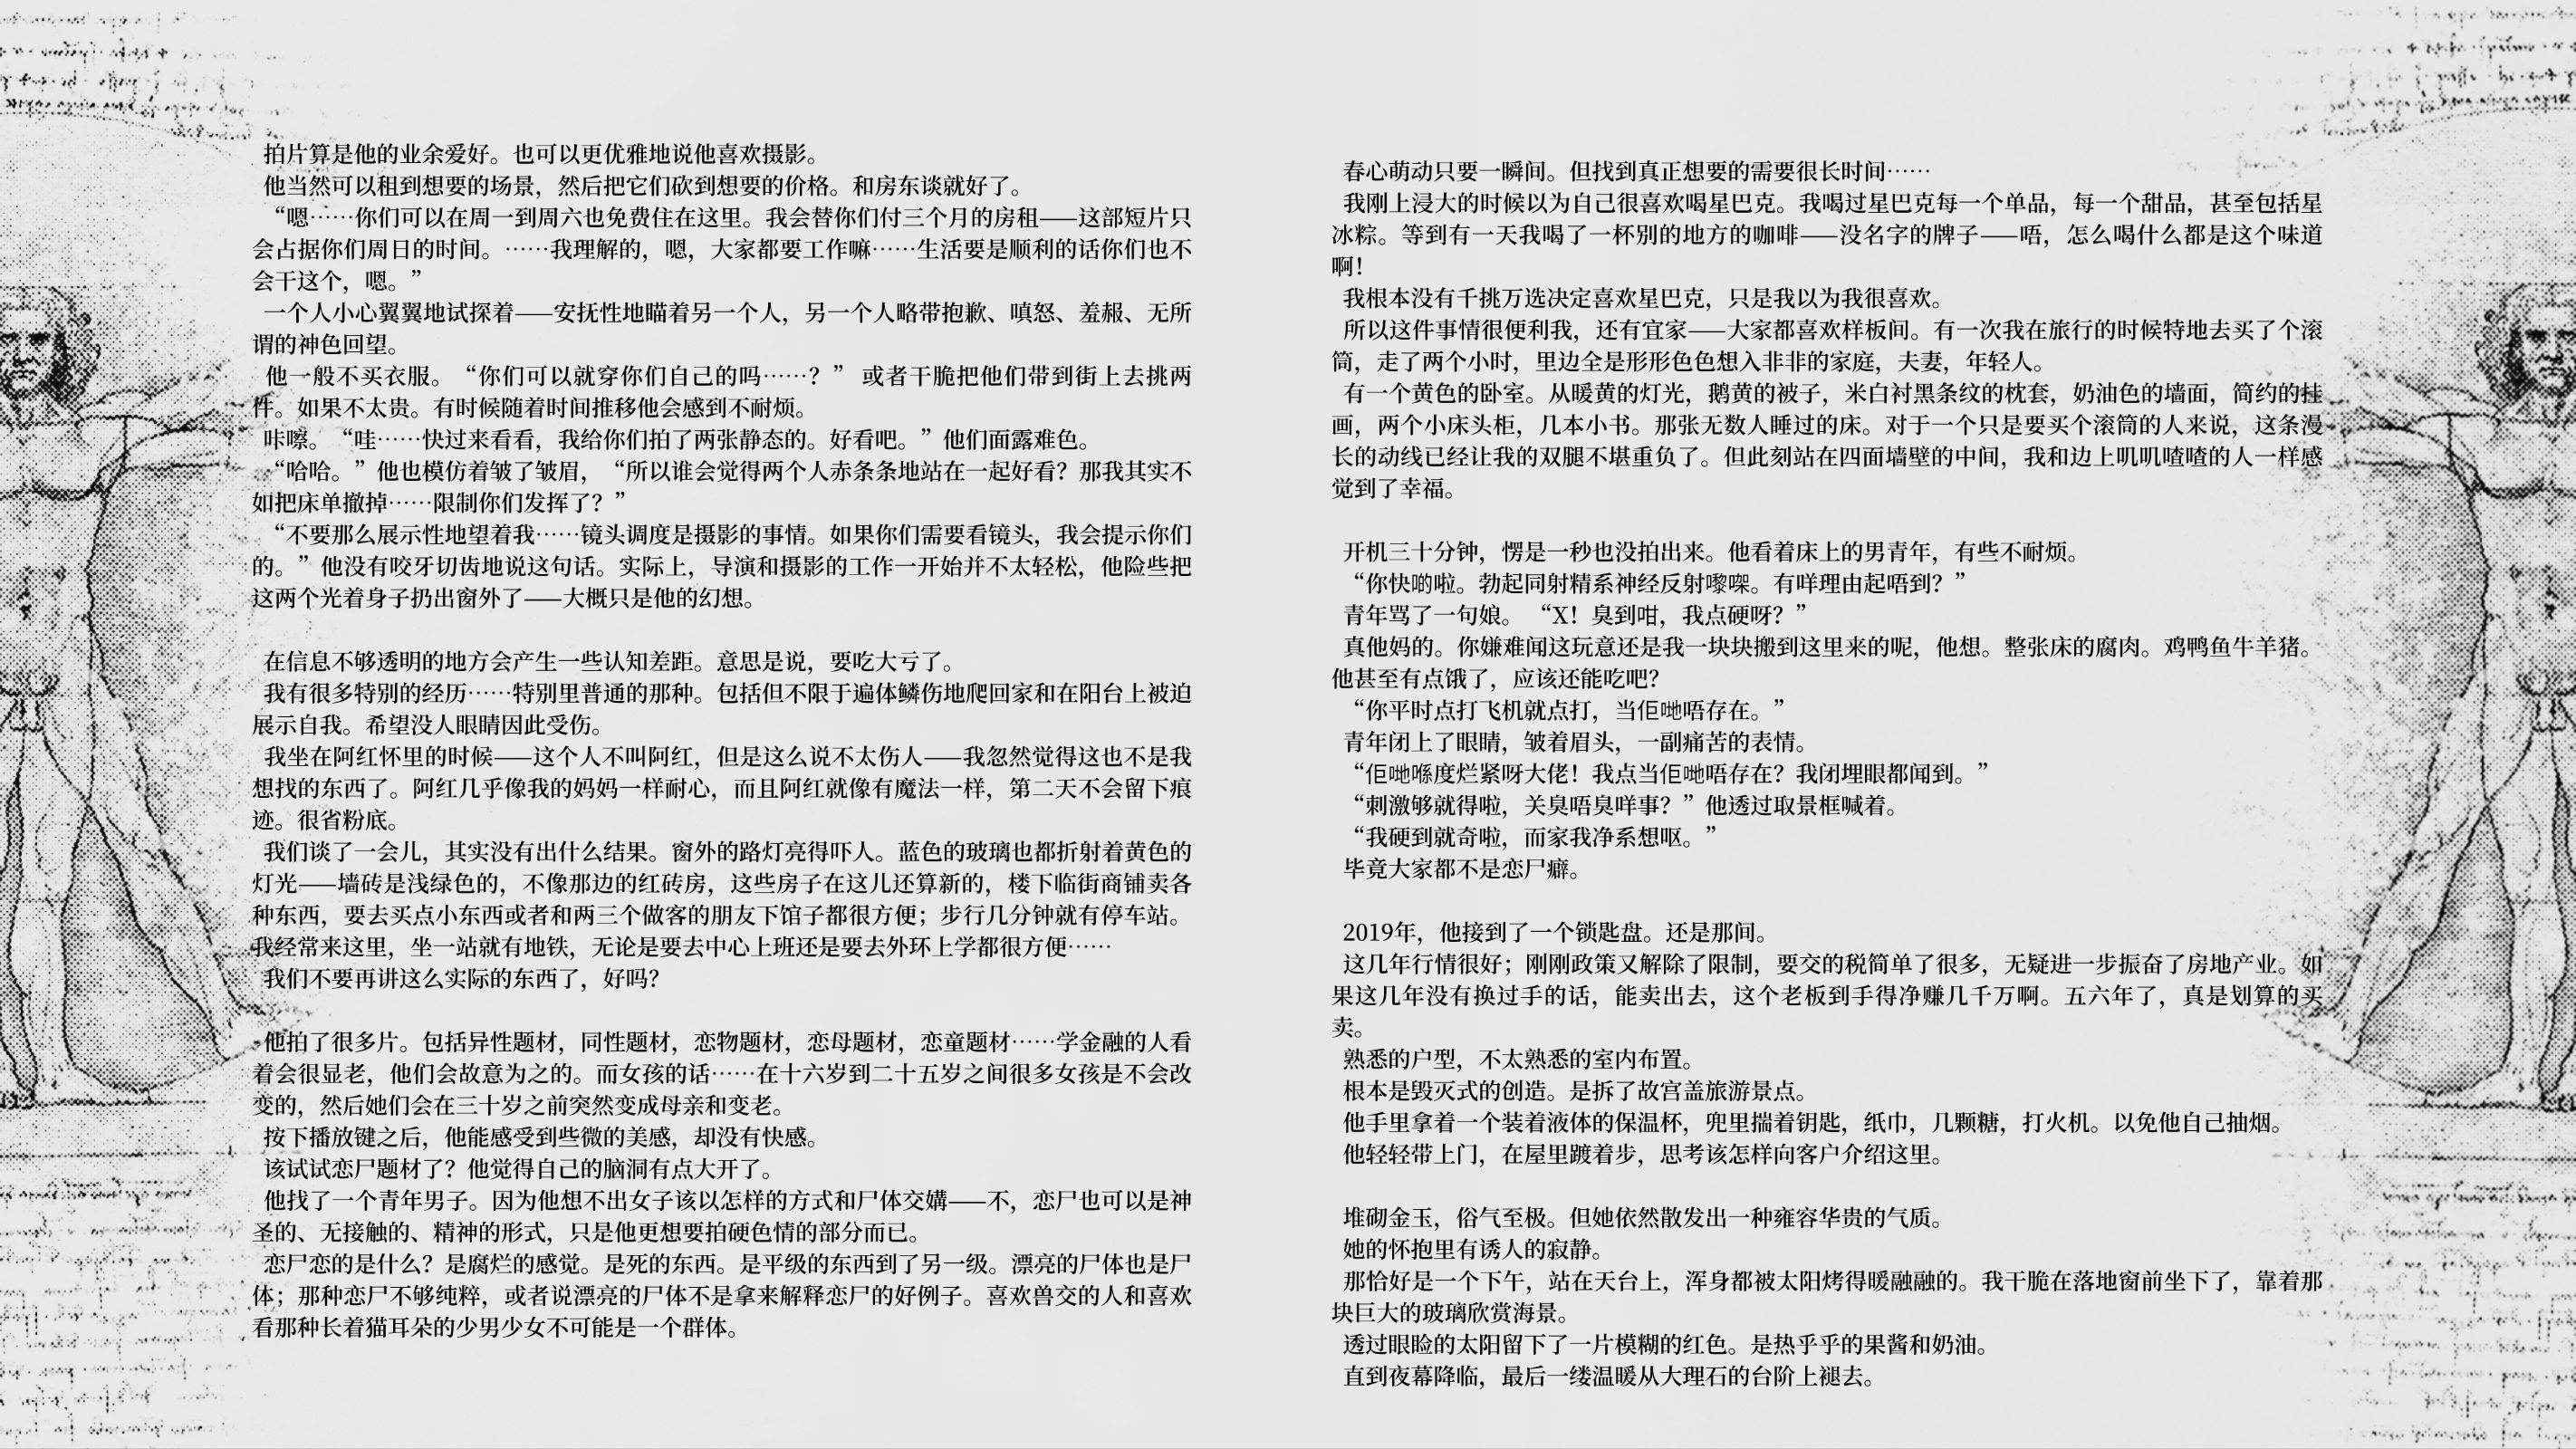 拍片算是他的业余爱好。也可以更优雅地说他喜欢摄影。
他当然可以租到想要的场景，然后把它们砍到想要的价格。和房东谈就好了。
“嗯……你们可以在周一到周六也免费住在这里。我会替你们付三个月的房租——这部短片只
会占据你们周日的时间。……我理解的，嗯，大家都要工作嘛……生活要是顺利的话你们也不
会干这个，嗯。”
一个人小心翼翼地试探着——安抚性地瞄着另一个人，另一个人略带抱歉、嗔怒、羞赧、无所
谓的神色回望。
他一般不买衣服。“你们可以就穿你们自己的吗……？” 或者干脆把他们带到街上去挑两
件。如果不太贵。有时候随着时间推移他会感到不耐烦。
咔嚓。“哇……快过来看看，我给你们拍了两张静态的。好看吧。”他们面露难色。
“哈哈。”他也模仿着皱了皱眉，“所以谁会觉得两个人赤条条地站在一起好看？那我其实不
如把床单撤掉……限制你们发挥了？”
“不要那么展示性地望着我……镜头调度是摄影的事情。如果你们需要看镜头，我会提示你们
的。”他没有咬牙切齿地说这句话。实际上，导演和摄影的工作一开始并不太轻松，他险些把
这两个光着身子扔出窗外了——大概只是他的幻想。
在信息不够透明的地方会产生一些认知差距。意思是说，要吃大亏了。
我有很多特别的经历……特别里普通的那种。包括但不限于遍体鳞伤地爬回家和在阳台上被迫
展示自我。希望没人眼睛因此受伤。
我坐在阿红怀里的时候——这个人不叫阿红，但是这么说不太伤人——我忽然觉得这也不是我
想找的东西了。阿红几乎像我的妈妈一样耐心，而且阿红就像有魔法一样，第二天不会留下痕
迹。很省粉底。
我们谈了一会儿，其实没有出什么结果。窗外的路灯亮得吓人。蓝色的玻璃也都折射着黄色的
灯光——墙砖是浅绿色的，不像那边的红砖房，这些房子在这儿还算新的，楼下临街商铺卖各
种东西，要去买点小东西或者和两三个做客的朋友下馆子都很方便；步行几分钟就有停车站。
我经常来这里，坐一站就有地铁，无论是要去中心上班还是要去外环上学都很方便……
我们不要再讲这么实际的东西了，好吗？
他拍了很多片。包括异性题材，同性题材，恋物题材，恋母题材，恋童题材……学金融的人看
着会很显老，他们会故意为之的。而女孩的话……在十六岁到二十五岁之间很多女孩是不会改
变的，然后她们会在三十岁之前突然变成母亲和变老。
按下播放键之后，他能感受到些微的美感，却没有快感。
该试试恋尸题材了？他觉得自己的脑洞有点大开了。
他找了一个青年男子。因为他想不出女子该以怎样的方式和尸体交媾——不，恋尸也可以是神
圣的、无接触的、精神的形式，只是他更想要拍硬色情的部分而已。
恋尸恋的是什么？是腐烂的感觉。是死的东西。是平级的东西到了另一级。漂亮的尸体也是尸
体；那种恋尸不够纯粹，或者说漂亮的尸体不是拿来解释恋尸的好例子。喜欢兽交的人和喜欢
看那种长着猫耳朵的少男少女不可能是一个群体。
春心萌动只要一瞬间。但找到真正想要的需要很长时间……
我刚上浸大的时候以为自己很喜欢喝星巴克。我喝过星巴克每一个单品，每一个甜品，甚至包括星
冰粽。等到有一天我喝了一杯别的地方的咖啡——没名字的牌子——唔，怎么喝什么都是这个味道
啊！
我根本没有千挑万选决定喜欢星巴克，只是我以为我很喜欢。
所以这件事情很便利我，还有宜家——大家都喜欢样板间。有一次我在旅行的时候特地去买了个滚
筒，走了两个小时，里边全是形形色色想入非非的家庭，夫妻，年轻人。
有一个黄色的卧室。从暖黄的灯光，鹅黄的被子，米白衬黑条纹的枕套，奶油色的墙面，简约的挂
画，两个小床头柜，几本小书。那张无数人睡过的床。对于一个只是要买个滚筒的人来说，这条漫
长的动线已经让我的双腿不堪重负了。但此刻站在四面墙壁的中间，我和边上叽叽喳喳的人一样感
觉到了幸福。
开机三十分钟，愣是一秒也没拍出来。他看着床上的男青年，有些不耐烦。
“你快啲啦。勃起同射精系神经反射嚟㗎。有咩理由起唔到？”
青年骂了一句娘。 “X！臭到咁，我点硬呀？”
真他妈的。你嫌难闻这玩意还是我一块块搬到这里来的呢，他想。整张床的腐肉。鸡鸭鱼牛羊猪。
他甚至有点饿了，应该还能吃吧？
“你平时点打飞机就点打，当佢哋唔存在。”
青年闭上了眼睛，皱着眉头，一副痛苦的表情。
“佢哋喺度烂紧呀大佬！我点当佢哋唔存在？我闭埋眼都闻到。”
“刺激够就得啦，关臭唔臭咩事？”他透过取景框喊着。
“我硬到就奇啦，而家我净系想呕。”
毕竟大家都不是恋尸癖。
2019年，他接到了一个锁匙盘。还是那间。
这几年行情很好；刚刚政策又解除了限制，要交的税简单了很多，无疑进一步振奋了房地产业。如
果这几年没有换过手的话，能卖出去，这个老板到手得净赚几千万啊。五六年了，真是划算的买
卖。
熟悉的户型，不太熟悉的室内布置。
根本是毁灭式的创造。是拆了故宫盖旅游景点。
他手里拿着一个装着液体的保温杯，兜里揣着钥匙，纸巾，几颗糖，打火机。以免他自己抽烟。
他轻轻带上门，在屋里踱着步，思考该怎样向客户介绍这里。
堆砌金玉，俗气至极。但她依然散发出一种雍容华贵的气质。
她的怀抱里有诱人的寂静。
那恰好是一个下午，站在天台上，浑身都被太阳烤得暖融融的。我干脆在落地窗前坐下了，靠着那
块巨大的玻璃欣赏海景。
透过眼睑的太阳留下了一片模糊的红色。是热乎乎的果酱和奶油。
直到夜幕降临，最后一缕温暖从大理石的台阶上褪去。